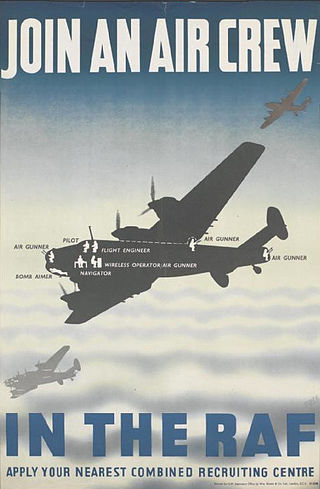 JOIN AN AIR CREW
PILOT
AIR GUNNER
AIR GUNNER
FLIGHT ENGINEER
AIR GUNNER
WIRELESS OPERATOR/AIR GUNNER
BOMB AIMER
NAVIGATOR
IN THE RAF
APPLY YOUR NEAREST COMBINED RECRUITING CENTRE